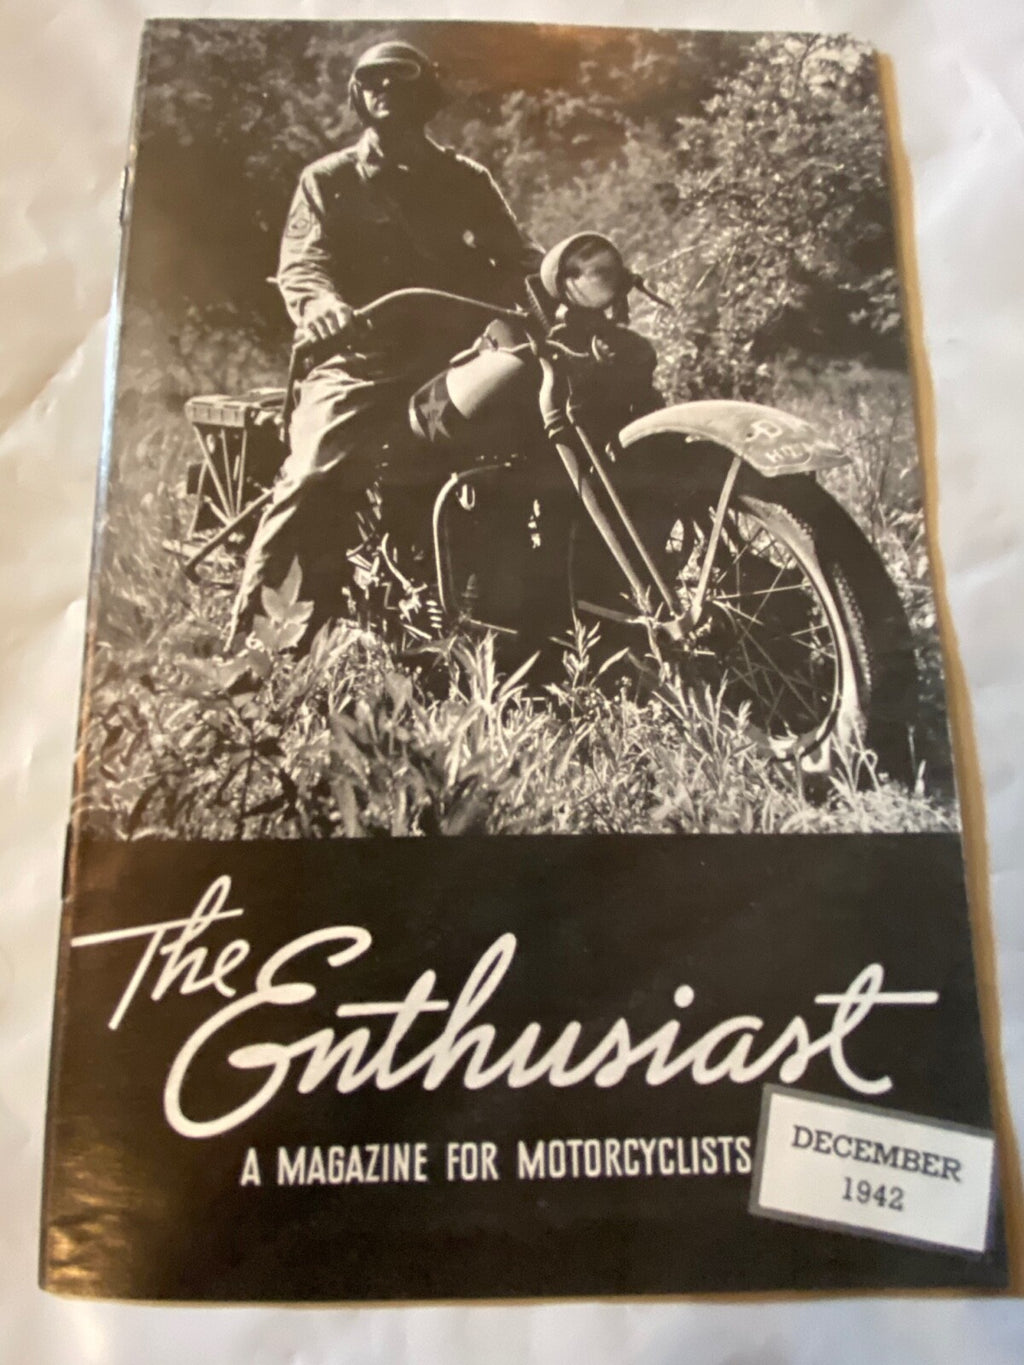 The
Enthusiast
A MAGAZINE FOR MOTORCYCLISTS
DECEMBER
1942